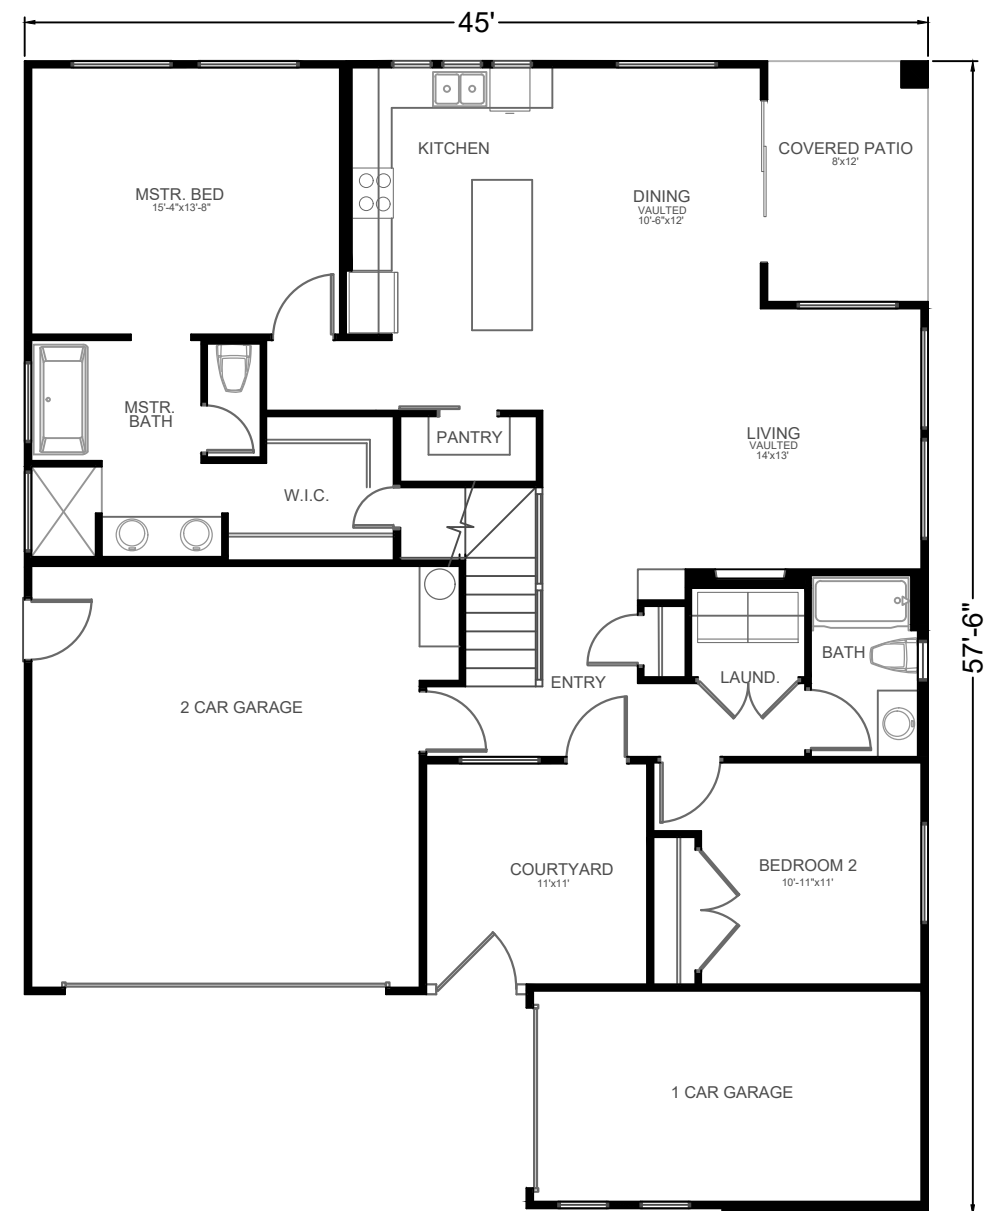 45'
KITCHEN
COVERED PATIO
8'x12'
MSTR. BED
15'-4"x13'-8"
DINING
VAULTED
10'-6"x12'
MSTR.
BATH
PANTRY
LIVING
VAULTED
14'x13'
W.I.C.
57'-6"
BATH
LAUND.
ENTRY
2 CAR GARAGE
COURTYARD
11'x11'
BEDROOM 2
10'-11"x11'
1 CAR GARAGE